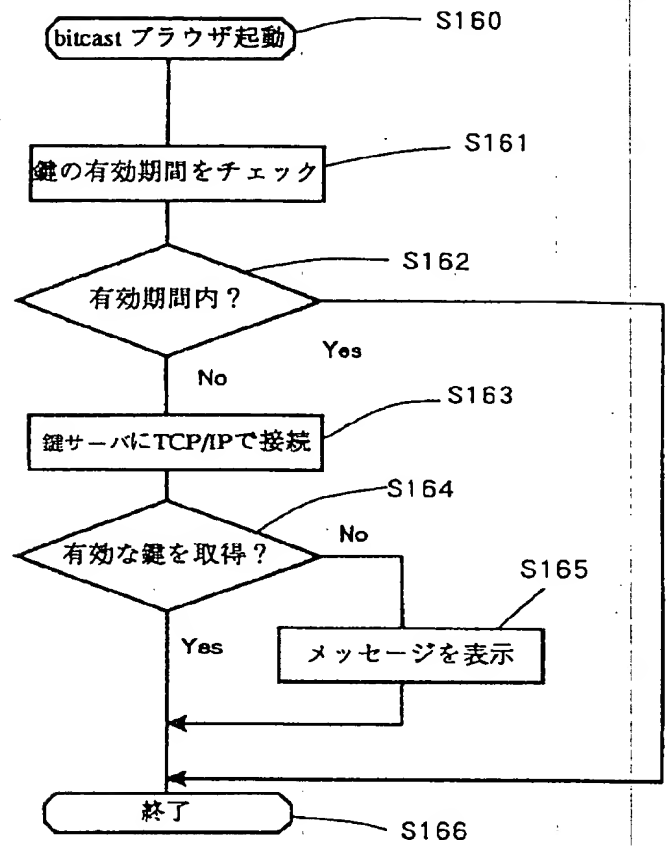 bitcast ブラウザ起動
S160
S161
鍵の有効期間をチェック
S162
有効期間内？
Yes
No
S163
鍵サーバにTCP/IPで接続
S164
有効な鍵を取得？
No
S165
Yes
メッセージを表示
終了
S166